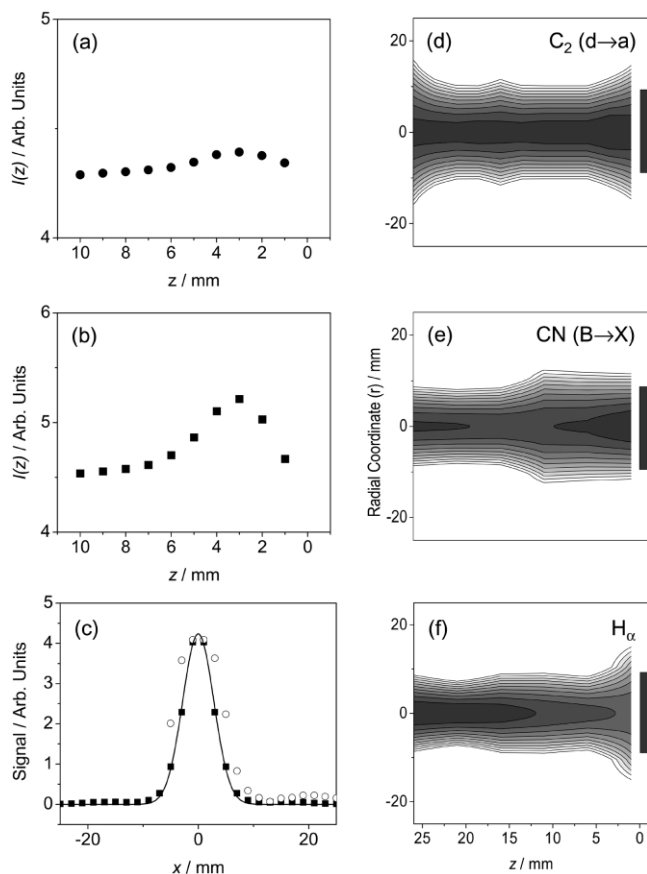 (a)
5
4
I(z) / Arb. Units
10 8 6 4 2 0
z / mm
(b)
6
5
4
I(z) / Arb. Units
10 8 6 4 2 0
z / mm
(c)
5
4
3
2
1
0
Signal / Arb. Units
-20 0 20
x / mm
(d) C₂ (d→a)
20
0
-20
(e) CN (B→X)
20
0
-20
Radial Coordinate (r) / mm
(f) Hα
20
0
-20
25 20 15 10 5 0
z / mm